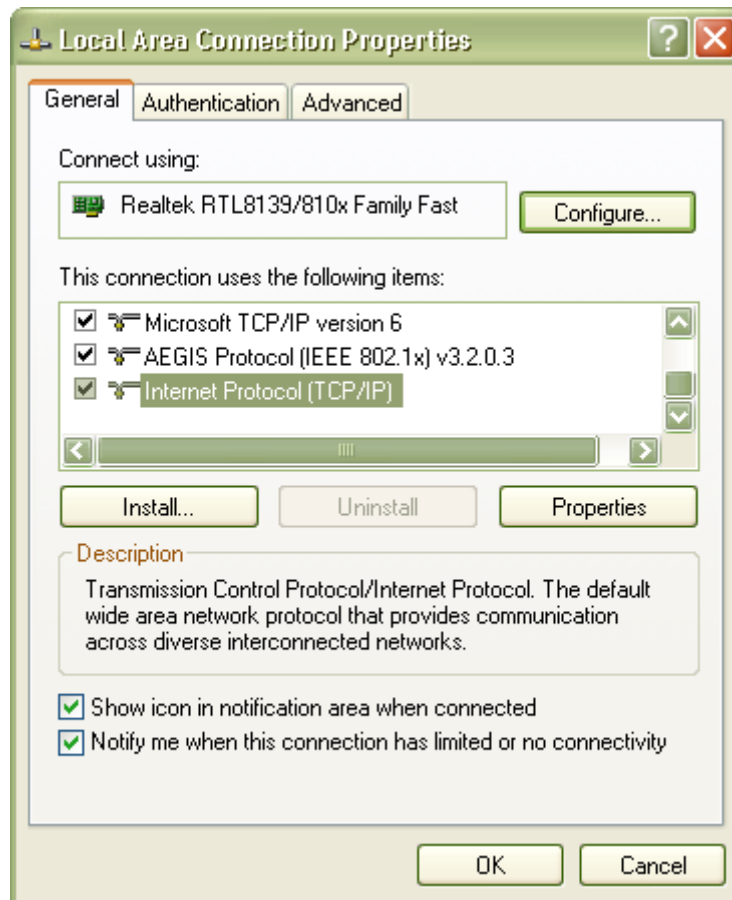 Local Area Connection Properties
General Authentication Advanced
Connect using:
Realtek RTL8139/810x Family Fast Configure...
This connection uses the following items:
Microsoft TCP/IP version 6
AEGIS Protocol (IEEE 802.1x) v3.2.0.3
Internet Protocol (TCP/IP)
Install... Uninstall Properties
Description
Transmission Control Protocol/Internet Protocol. The default
wide area network protocol that provides communication
across diverse interconnected networks.
Show icon in notification area when connected
Notify me when this connection has limited or no connectivity
OK Cancel